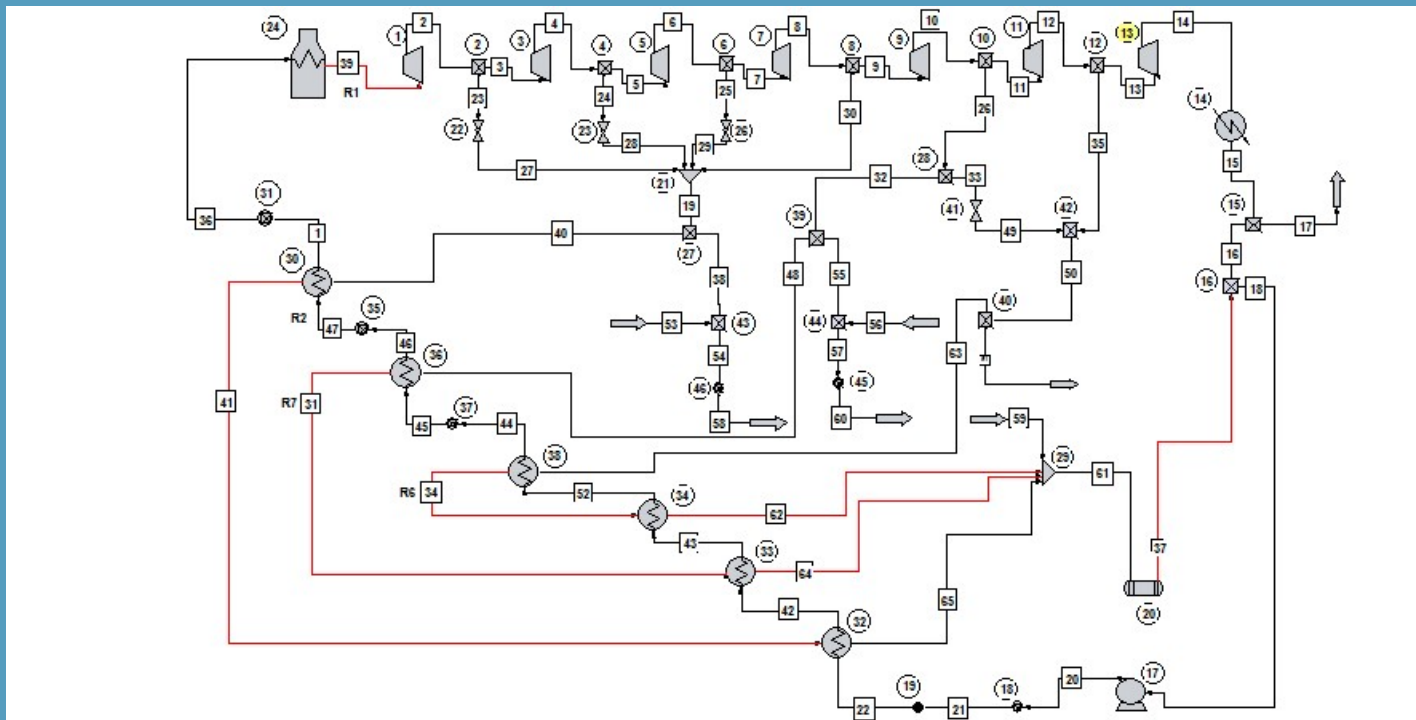 (24) 39 R1 (1) 2 (2) 3 (3) 4 (4) 5 (5) 6 (6) 7 (7) 8 (8) 9 (9) 10 (10) 11 (11) 12 (12) 13 (13) 14
23 24 25 30 26 35 (14)
(22) (23) 28 29 (26)
27 (21) 32 (28) 33 15
36 (31) 19 (39) (41) (42) (15) 17
1 40 (27) 49 16
(30) 38 48 55 50 (16) 18
R2 47 (35) 53 (43) (44) 56 (40)
46 (36) 54 57 63
41 R7 31 (46) (45)
45 (37) 44 58 60 59
(38) (29) 61
R6 34 52 (34) 62
43 (33) 64 37
42 65 (20)
(32)
22 (19) 21 (18) 20 (17)